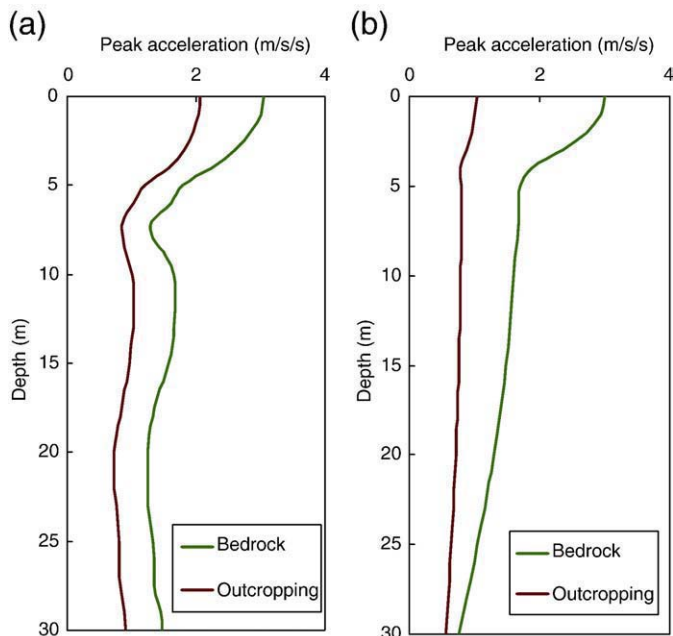 (a)
Peak acceleration (m/s/s)
0 2 4
0
5
10
15
20
25
30
Depth (m)
Bedrock
Outcropping
(b)
Peak acceleration (m/s/s)
0 2 4
0
5
10
15
20
25
30
Depth (m)
Bedrock
Outcropping